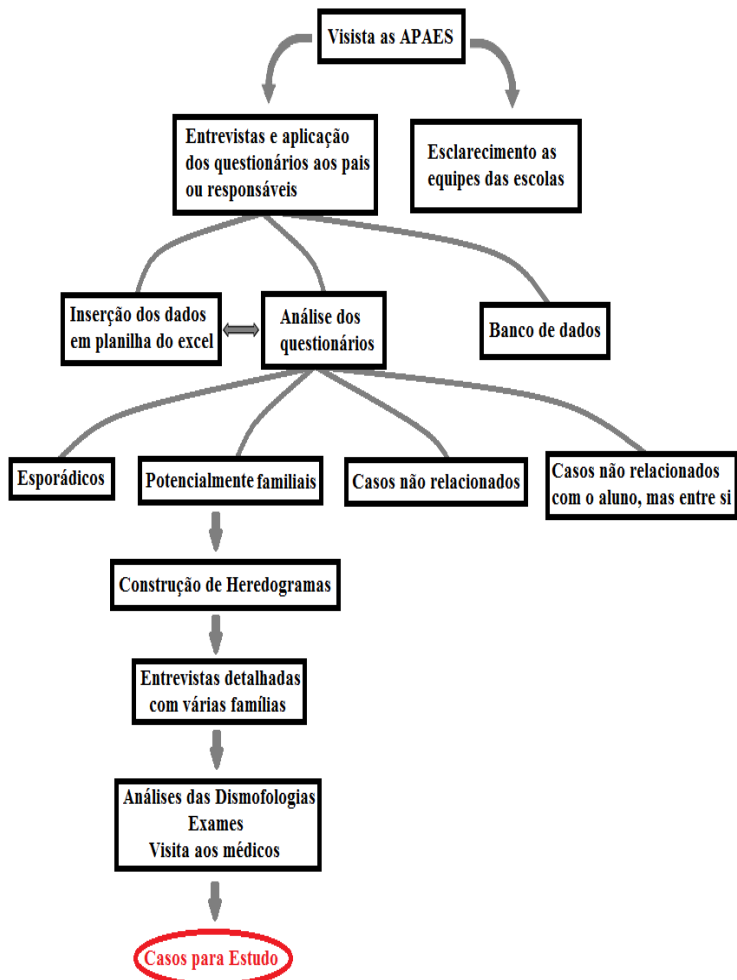 Visista as APAES
Entrevistas e aplicação
dos questionários aos pais
ou responsáveis
Esclarecimento as
equipes das escolas
Inserção dos dados
em planilha do excel
Análise dos
questionários
Banco de dados
Esporádicos
Potencialmente familiais
Casos não relacionados
Casos não relacionados
com o aluno, mas entre si
Construção de Heredogramas
Entrevistas detalhadas
com várias famílias
Análises das Dismofologias
Exames
Visita aos médicos
Casos para Estudo